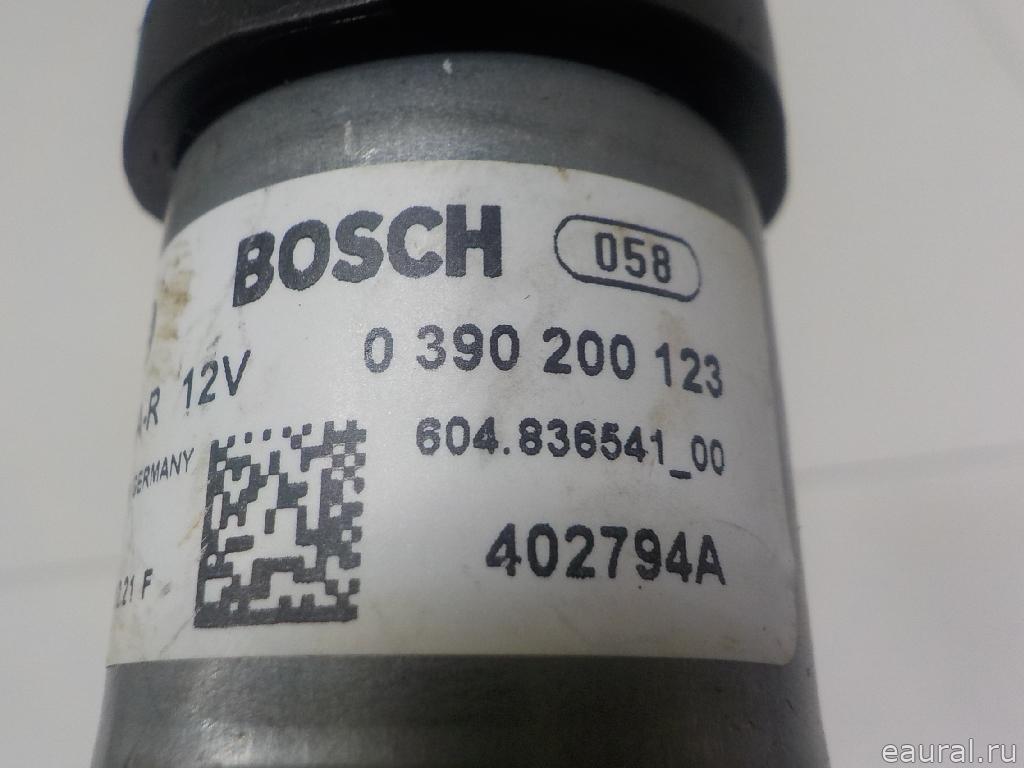 BOSCH 058
0 390 200 123
A-R 12V
604.836541_00
GERMANY
402794A
21 F
eaural.ru